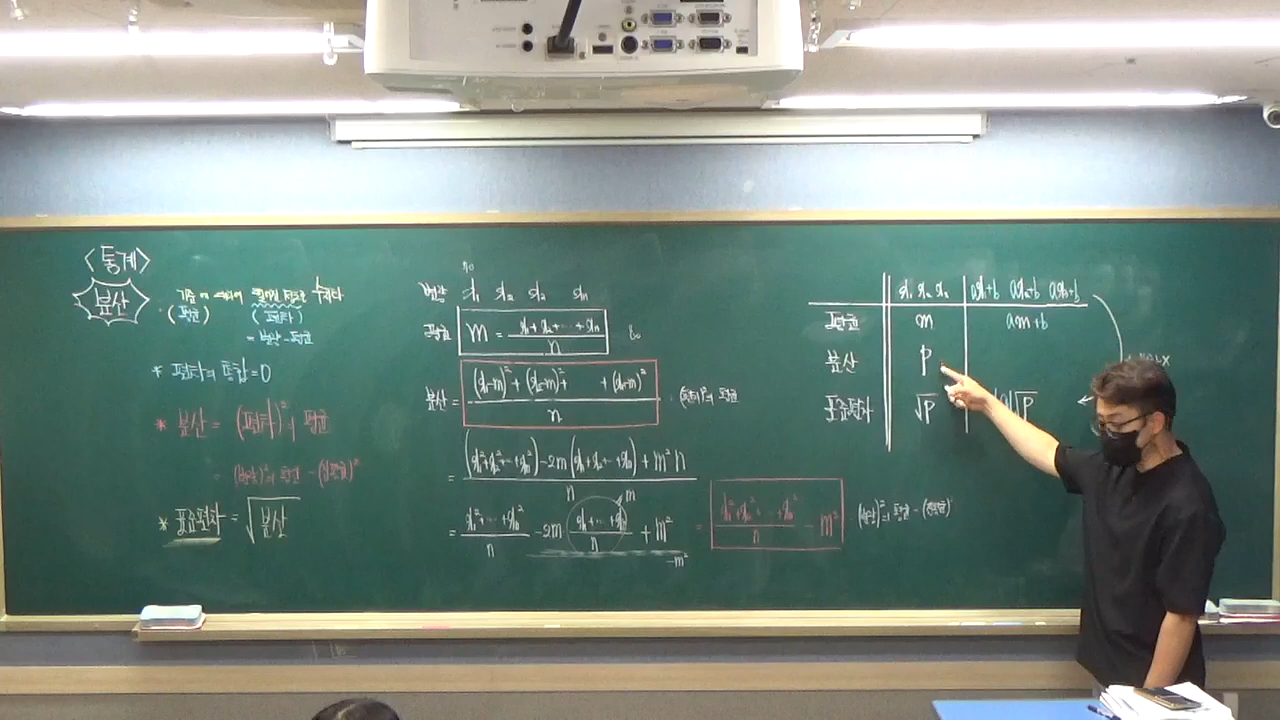 <통계>
분산
(평균) (편차)
= 변량 - 평균
* 편차의 총합 = 0
* 분산 = (편차)²의 평균
= (변량)²의 평균 - (평균)²
* 표준편차 = √분산
변량 x₁ x₂ x₃ xₙ
평균 m = (x₁+x₂+⋯+xₙ)/n
분산 = ((x₁-m)²+(x₂-m)²+ +(xₙ-m)²)/n (편차)²의 평균
= ((x₁²+x₂²+⋯+xₙ²)-2m(x₁+x₂+⋯+xₙ)+m²n)/n
= (x₁²+⋯+xₙ²)/n - 2m (x₁+⋯+xₙ)/n + m²
m
-m²
= (x₁²+x₂²+⋯+xₙ²)/n - m² (변량)²의 평균 - (평균)²
x₁ x₂ x₃ ax₁+b ax₂+b ax₃+b
평균 m am+b
분산 P
표준편차 √P |a|√P